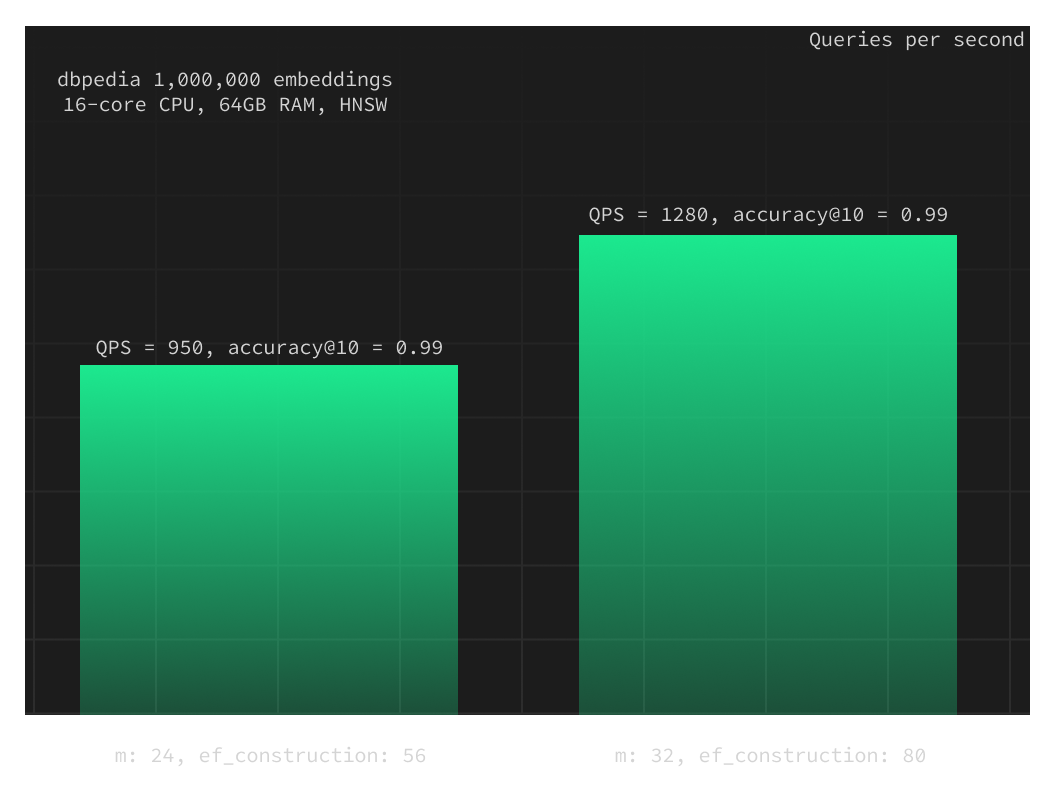 Queries per second
dbpedia 1,000,000 embeddings
16-core CPU, 64GB RAM, HNSW
QPS = 1280, accuracy@10 = 0.99
QPS = 950, accuracy@10 = 0.99
m: 24, ef_construction: 56
m: 32, ef_construction: 80